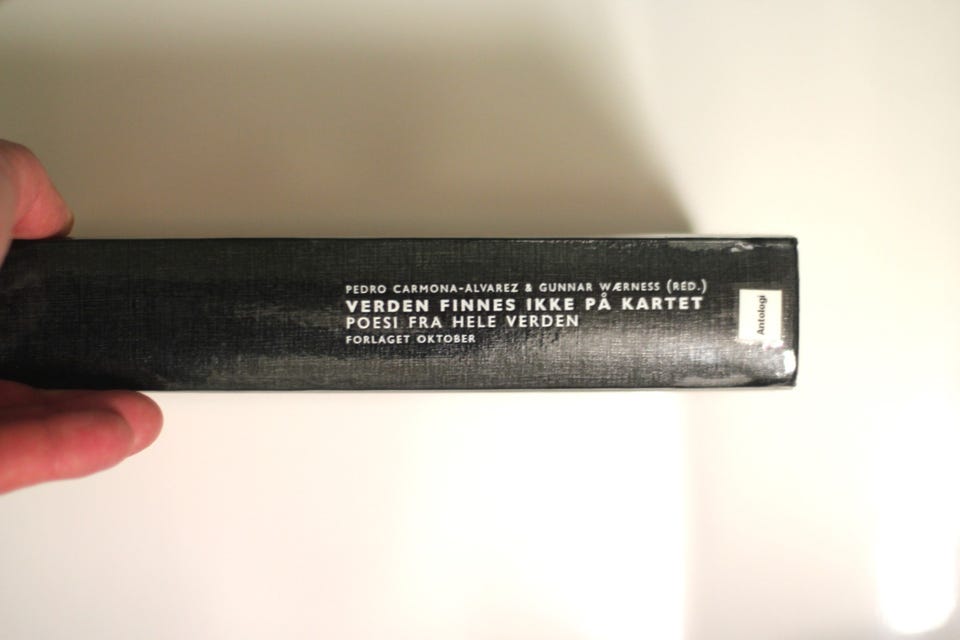 PEDRO CARMONA-ALVAREZ & GUNNAR WÆRNESS (RED.)
VERDEN FINNES IKKE PÅ KARTET
POESI FRA HELE VERDEN
FORLAGET OKTOBER
Antologi